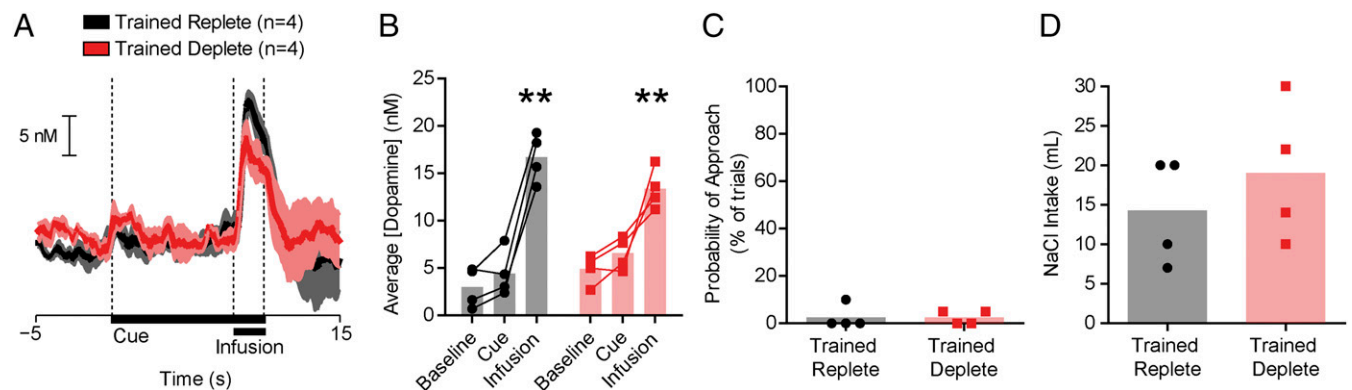 A
Trained Replete (n=4)
Trained Deplete (n=4)
5 nM
−5
Cue
Infusion
15
Time (s)
B
Average [Dopamine] (nM)
25
20
15
10
5
0
**
**
Baseline
Cue
Infusion
Baseline
Cue
Infusion
C
Probability of Approach
(% of trials)
100
80
60
40
20
0
Trained
Replete
Trained
Deplete
D
NaCl Intake (mL)
35
30
25
20
15
10
5
0
Trained
Replete
Trained
Deplete